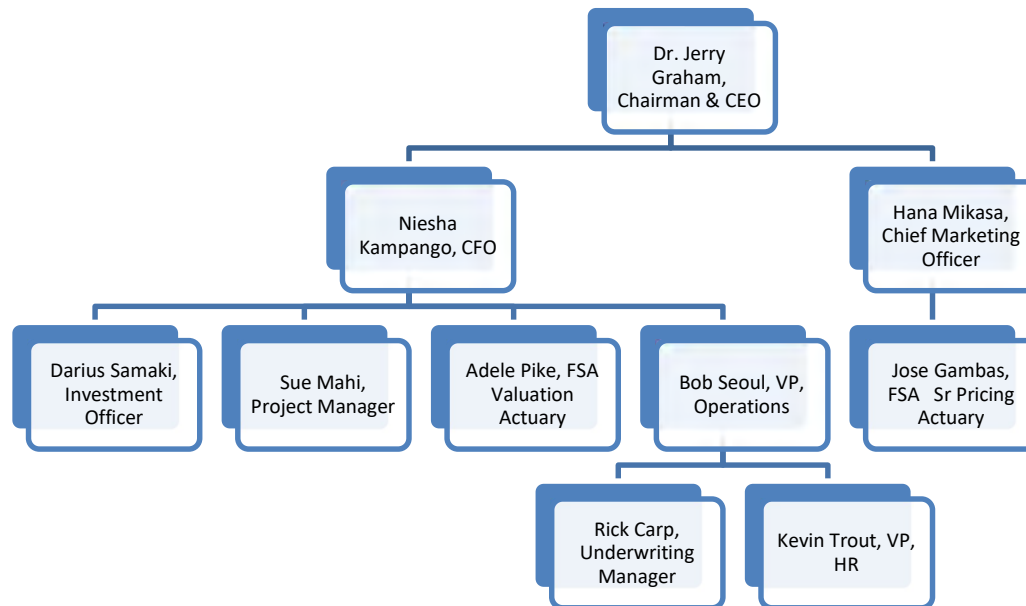 Dr. Jerry
Graham,
Chairman & CEO
Niesha
Kampango, CFO
Hana Mikasa,
Chief Marketing
Officer
Darius Samaki,
Investment
Officer
Sue Mahi,
Project Manager
Adele Pike, FSA
Valuation
Actuary
Bob Seoul, VP,
Operations
Jose Gambas,
FSA Sr Pricing
Actuary
Rick Carp,
Underwriting
Manager
Kevin Trout, VP,
HR